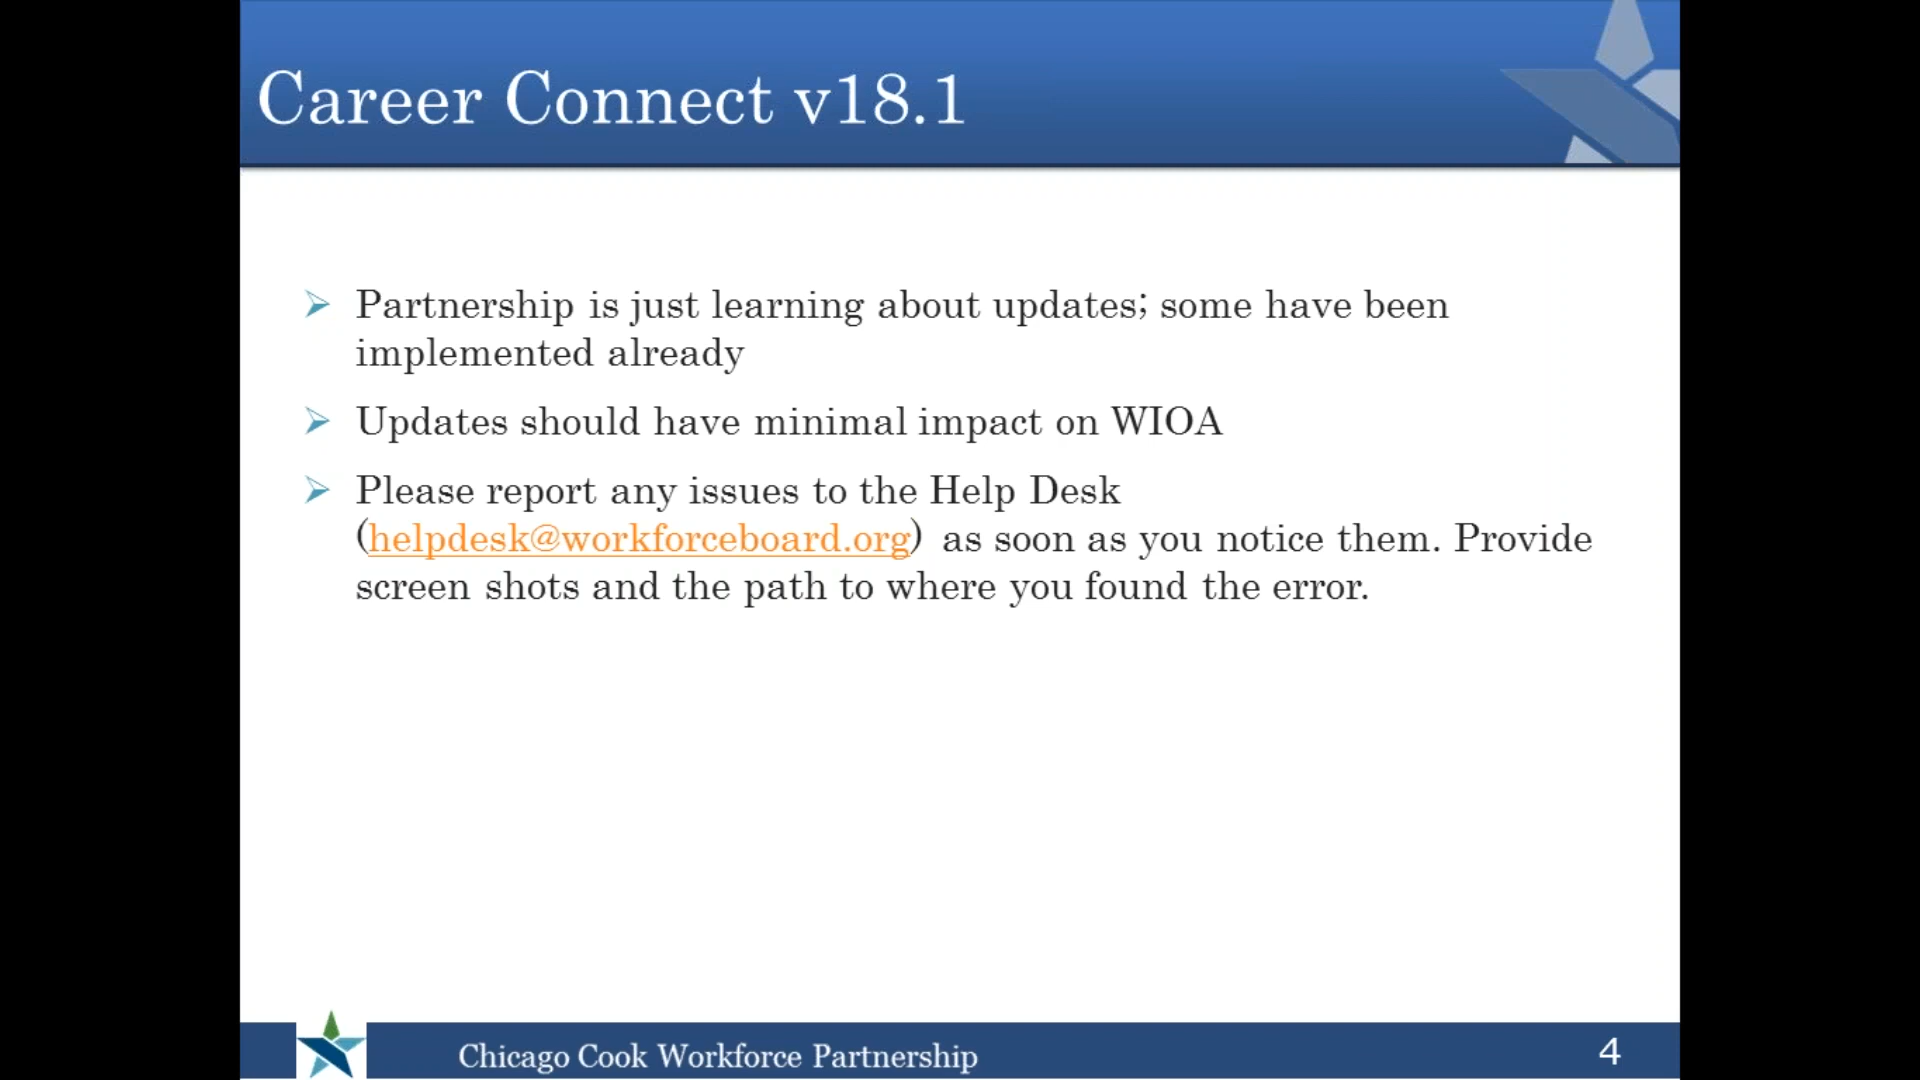 Career Connect v18.1
Partnership is just learning about updates; some have been
implemented already
Updates should have minimal impact on WIOA
Please report any issues to the Help Desk
(helpdesk@workforceboard.org) as soon as you notice them. Provide
screen shots and the path to where you found the error.
Chicago Cook Workforce Partnership
4